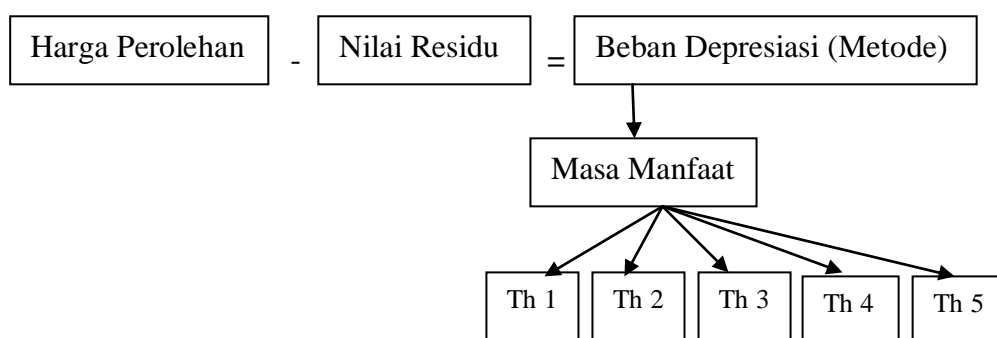 Harga Perolehan - Nilai Residu = Beban Depresiasi (Metode)
Masa Manfaat
Th 1 Th 2 Th 3 Th 4 Th 5